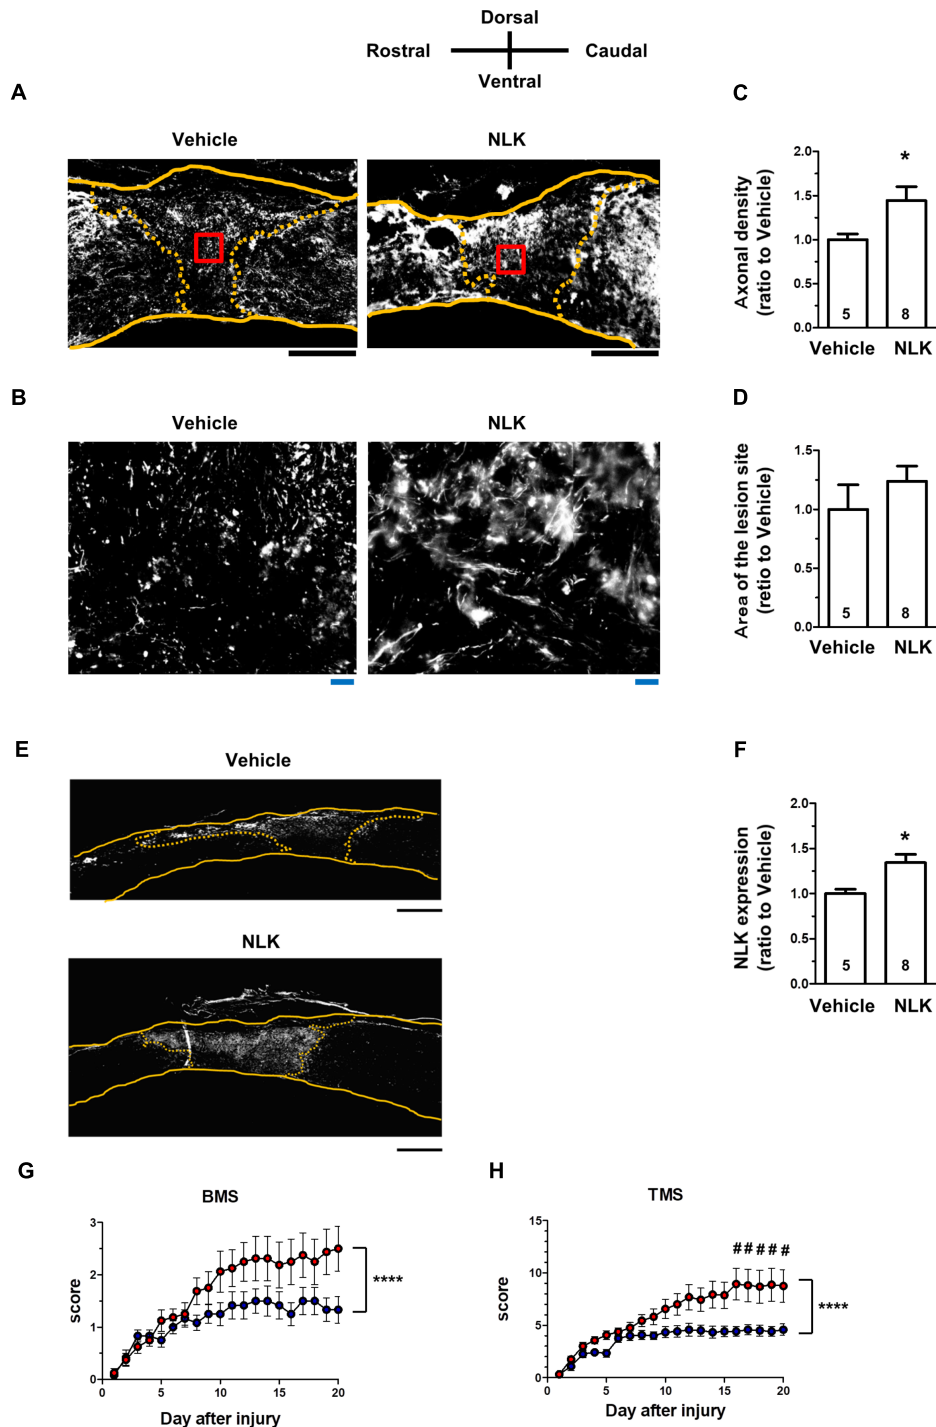 Dorsal
Rostral
Caudal
Ventral
A
Vehicle
NLK
C
Axonal density
(ratio to Vehicle)
2.0
1.5
1.0
0.5
0.0
*
5
8
Vehicle
NLK
B
Vehicle
NLK
D
Area of the lesion site
(retio to Vehicle)
1.5
1.0
0.5
0.0
5
8
Vehicle
NLK
E
Vehicle
NLK
F
NLK expression
(ratio to Vehicle)
2.0
1.5
1.0
0.5
0.0
*
5
8
Vehicle
NLK
G
BMS
score
3
2
1
0
0
5
10
15
20
****
Day after injury
H
TMS
score
15
10
5
0
0
5
10
15
20
#####
****
Day after injury